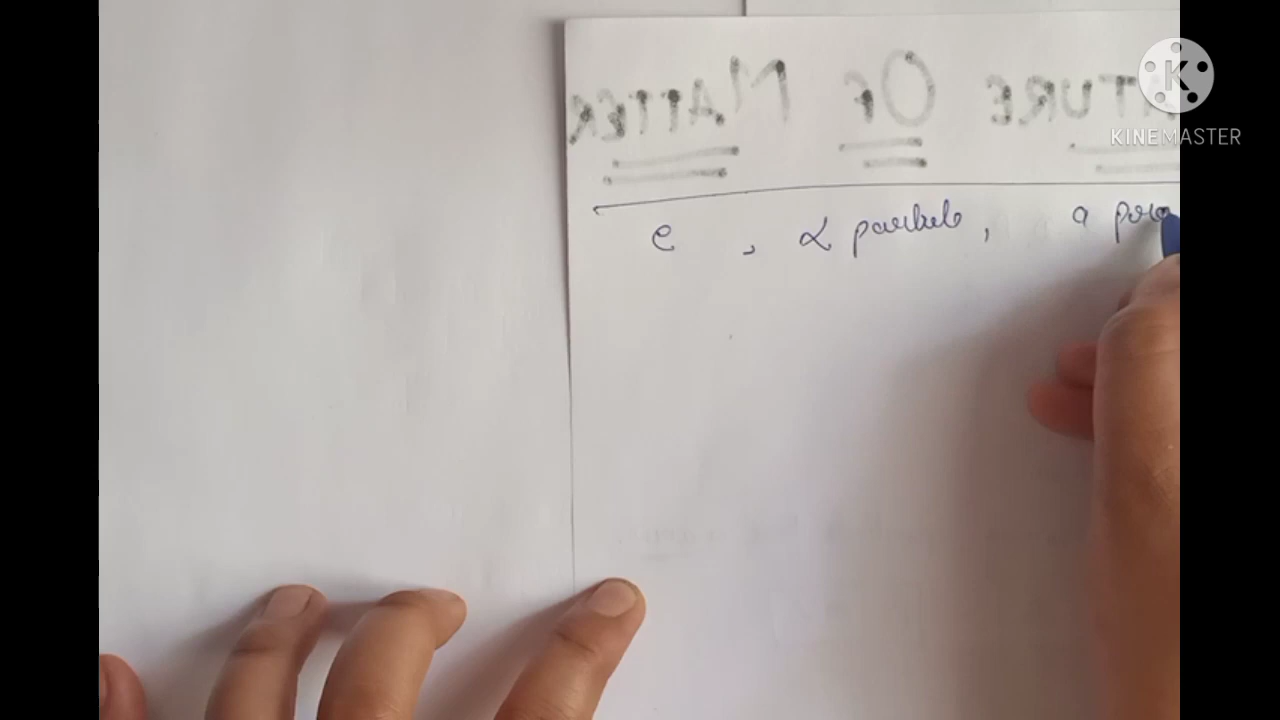 KINEMASTER
NATURE OF MATTER
e , α particle , a pro